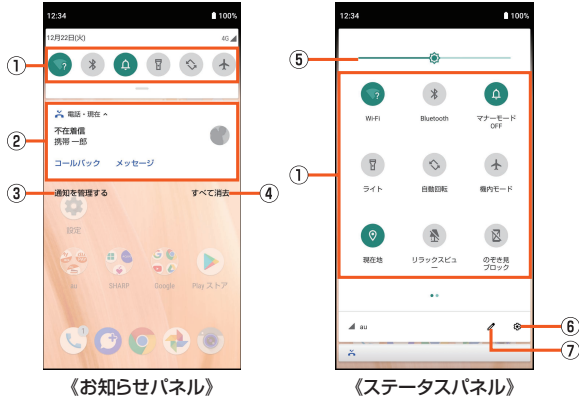 12:34
100%
12月22日(火)
4G
①
②
電話・現在
不在着信
携帯 一郎
コールバック メッセージ
③
通知を管理する
すべて消去
④
設定
au
SHARP
Google
Play ストア
1
《お知らせパネル》
12:34
100%
⑤
①
Wi-Fi
Bluetooth
マナーモード
OFF
ライト
自動回転
機内モード
現在地
リラックスビュ
ー
のぞき見
ブロック
au
⑥
⑦
《ステータスパネル》